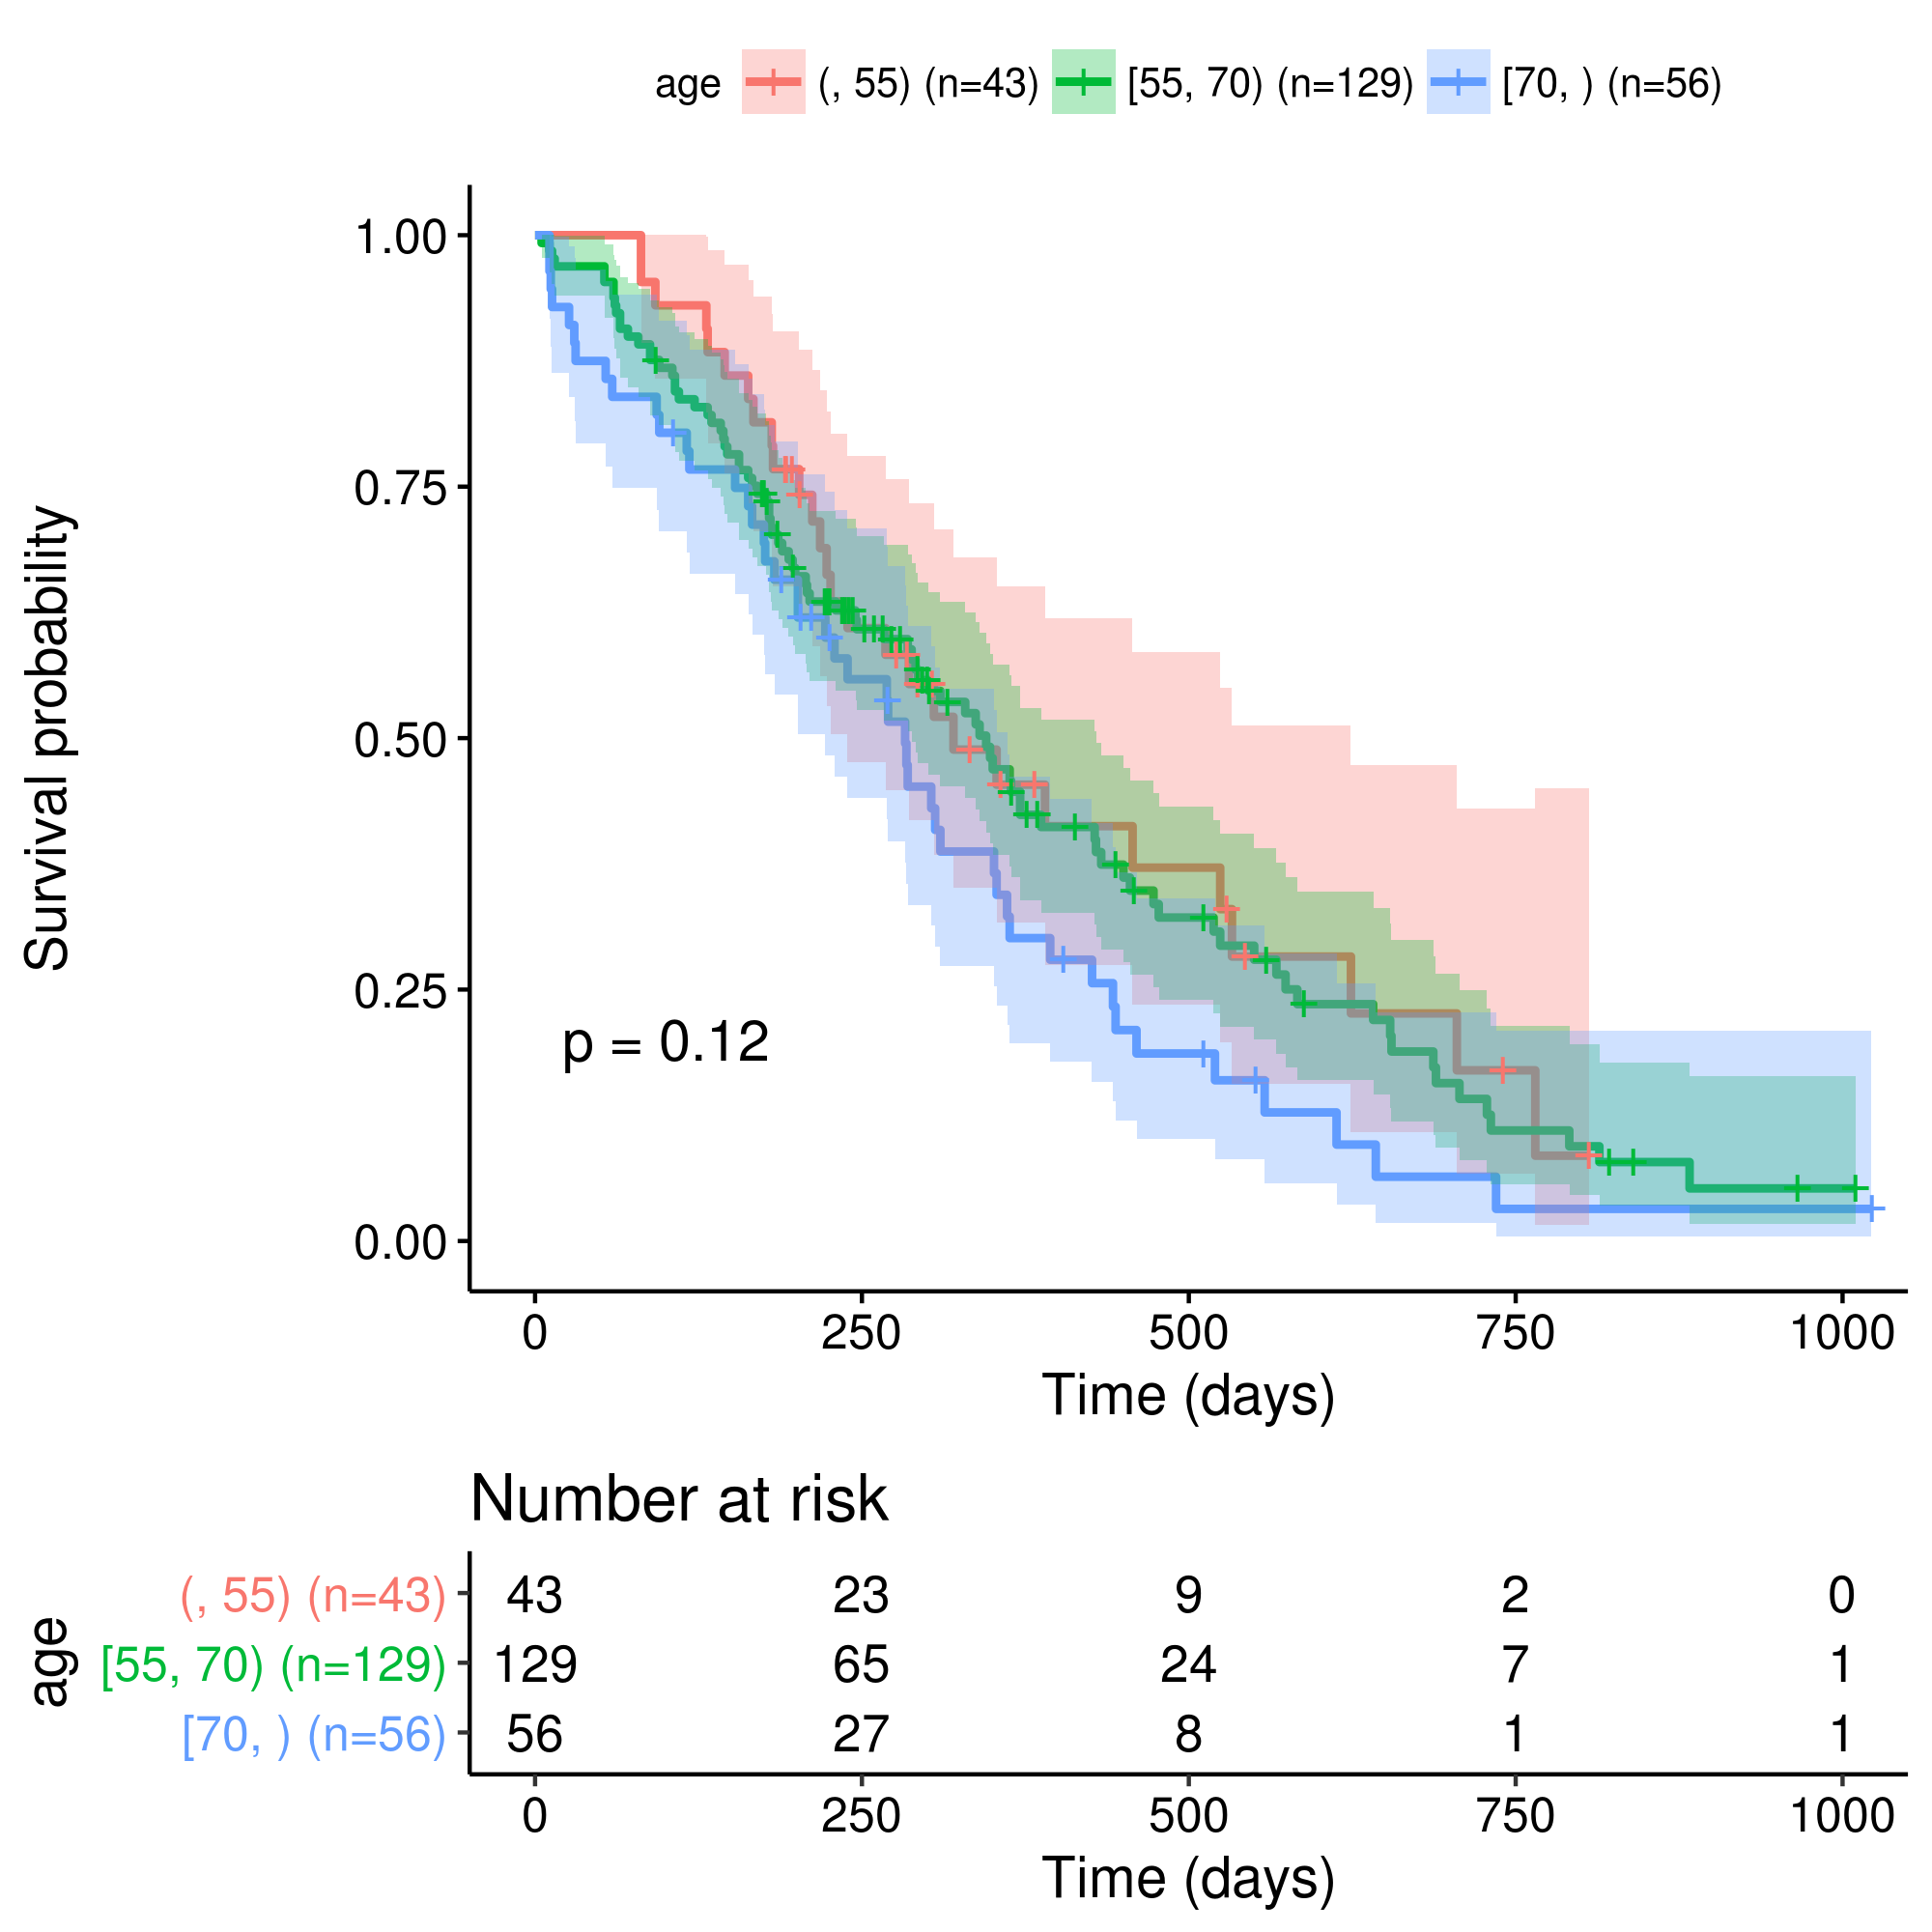 age (, 55) (n=43) [55, 70) (n=129) [70, ) (n=56)
Survival probability
1.00
0.75
0.50
0.25
0.00
p = 0.12
0 250 500 750 1000
Time (days)
Number at risk
age
(, 55) (n=43) 43 23 9 2 0
[55, 70) (n=129) 129 65 24 7 1
[70, ) (n=56) 56 27 8 1 1
0 250 500 750 1000
Time (days)